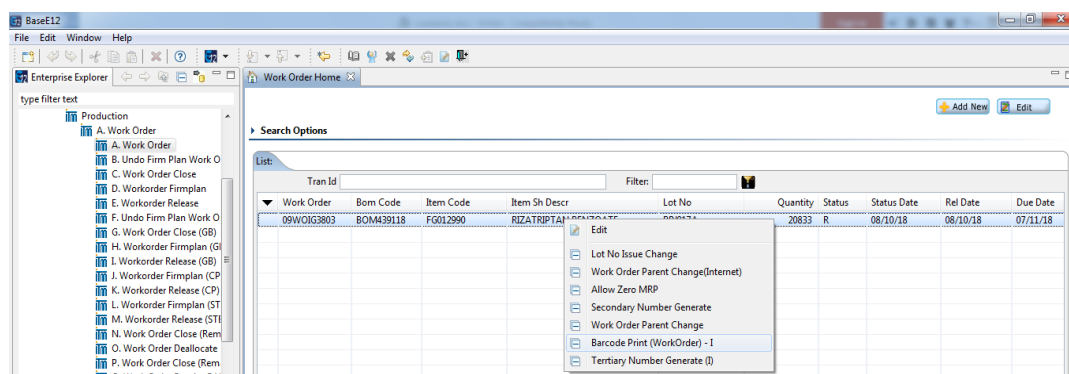 BaseE12
File Edit Window Help
Enterprise Explorer
Work Order Home
type filter text
Add New Edit
Production
A. Work Order
Search Options
A. Work Order
B. Undo Firm Plan Work O
List:
C. Work Order Close
Tran Id Filter:
D. Workorder Firmplan
E. Workorder Release
Work Order Bom Code Item Code Item Sh Descr Lot No Quantity Status Status Date Rel Date Due Date
F. Undo Firm Plan Work O
09WOIG3803 BOM439118 FG012990 RIZATRIPTAN 20833 R 08/10/18 08/10/18 07/11/18
G. Work Order Close (GB)
Edit
H. Workorder Firmplan (GI
I. Workorder Release (GB)
Lot No Issue Change
J. Workorder Firmplan (CP
Work Order Parent Change(Internet)
K. Workorder Release (CP)
Allow Zero MRP
L. Workorder Firmplan (ST
Secondary Number Generate
M. Workorder Release (STI
Work Order Parent Change
N. Work Order Close (Rem
Barcode Print (WorkOrder) - I
O. Work Order Deallocate
Terrtiary Number Generate (I)
P. Work Order Close (Rem